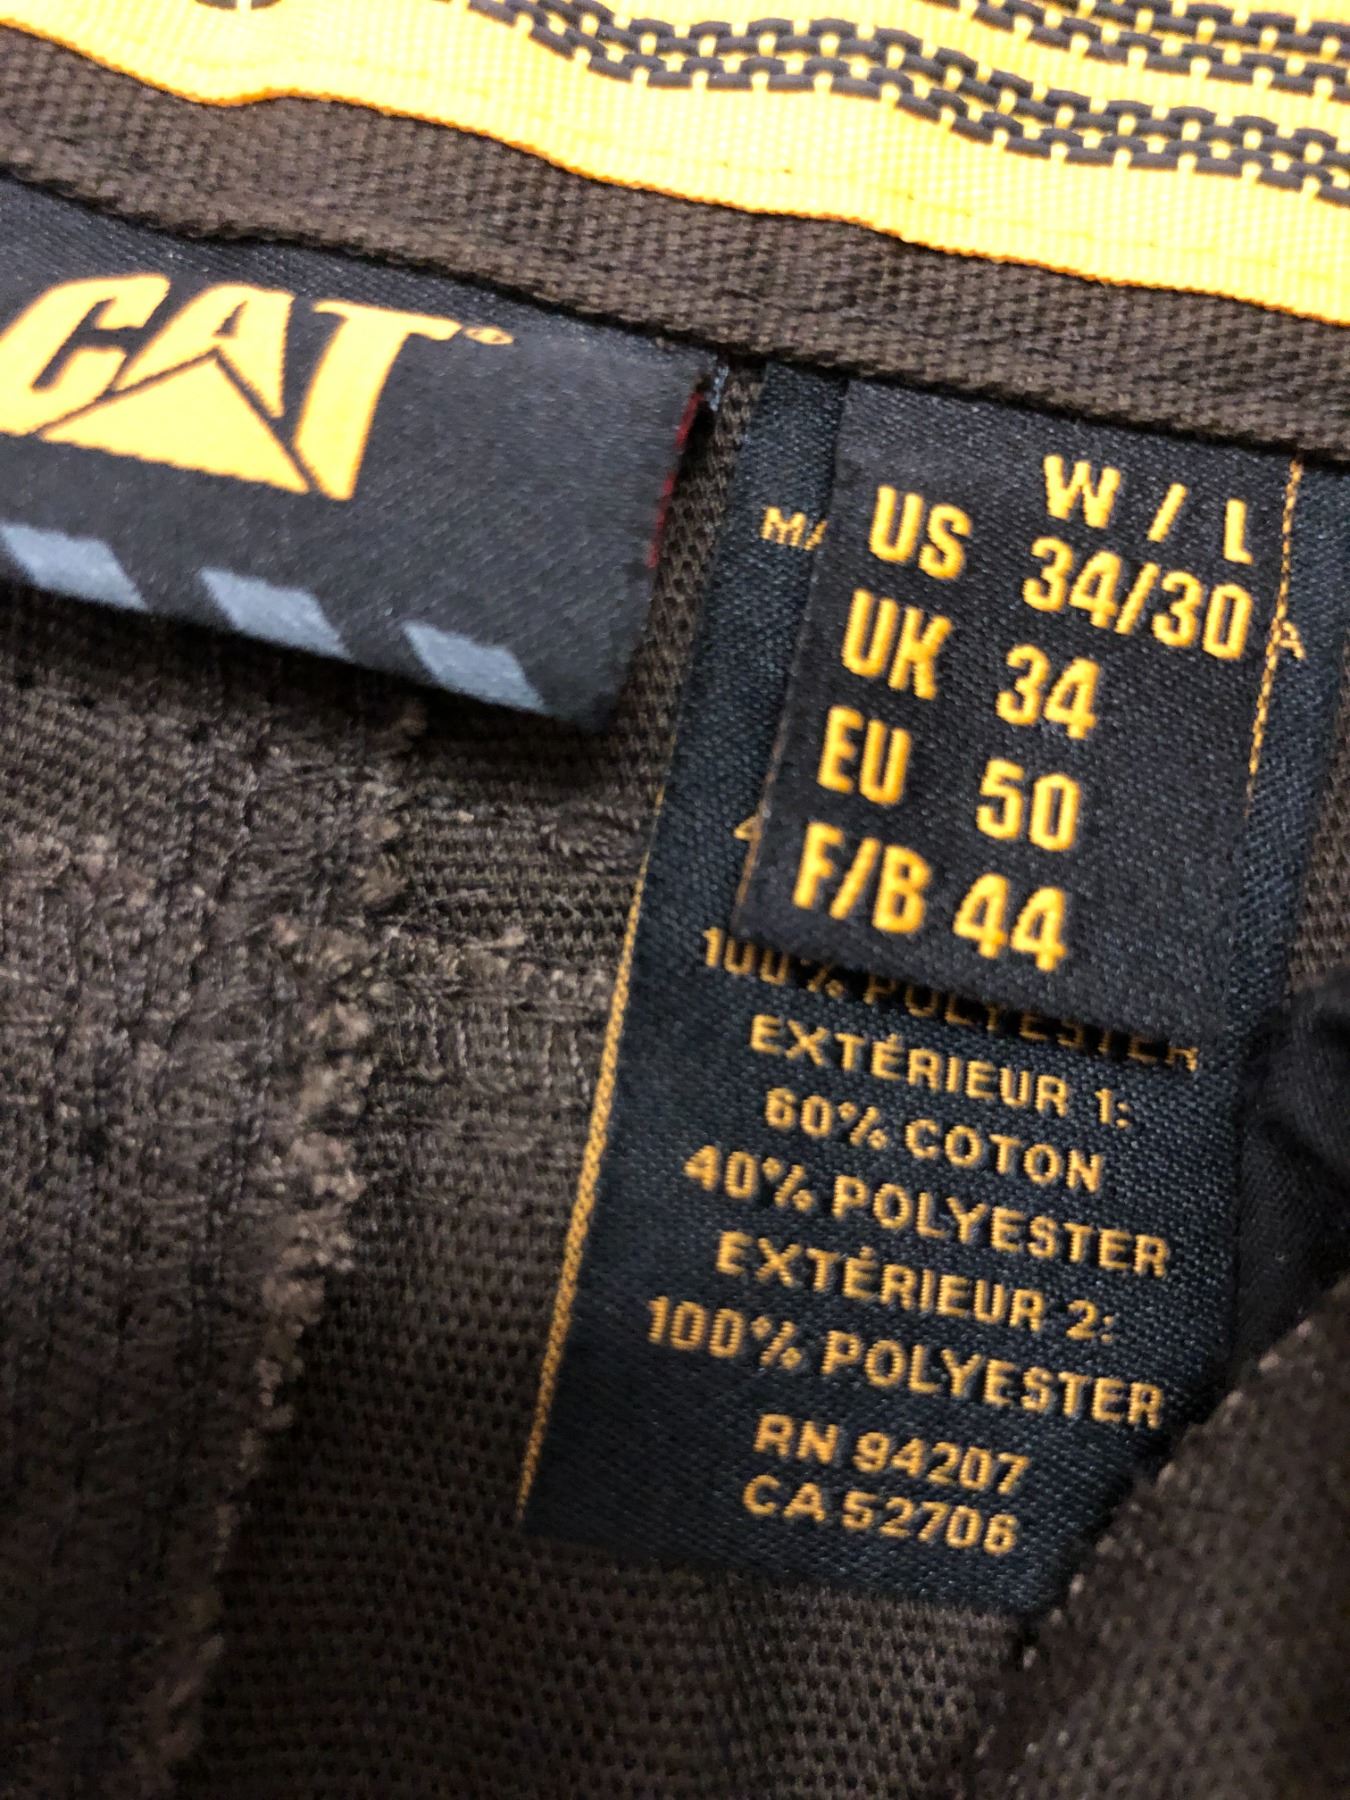 CAT®
W / L
US 34/30
UK 34
EU 50
F/B 44
100% POLYESTER
EXTÉRIEUR 1:
60% COTON
40% POLYESTER
EXTÉRIEUR 2:
100% POLYESTER
RN 94207
CA 52706